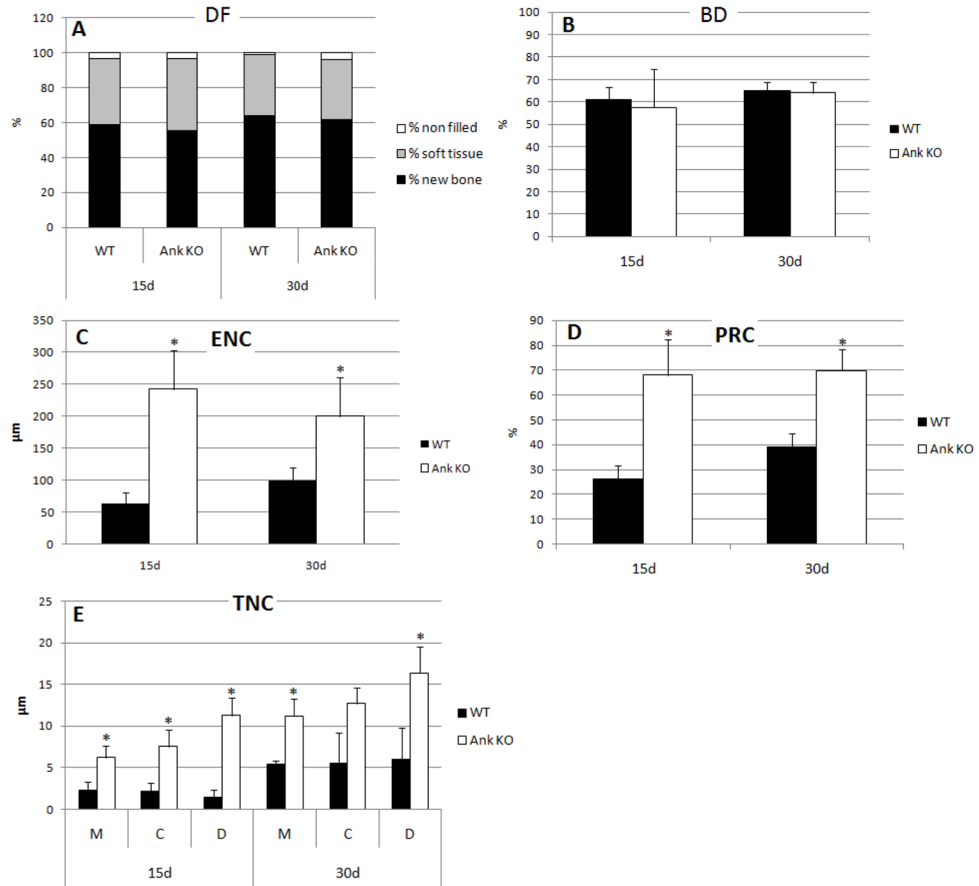 A
DF
120
100
80
60
40
20
0
%
% non filled
% soft tissue
% new bone
WT
Ank KO
WT
Ank KO
15d
30d
B
BD
100
90
80
70
60
50
40
30
20
10
0
%
WT
Ank KO
15d
30d
C
ENC
350
300
250
200
150
100
50
0
µm
*
*
WT
Ank KO
15d
30d
D
PRC
90
80
70
60
50
40
30
20
10
0
%
*
*
WT
Ank KO
15d
30d
E
TNC
25
20
15
10
5
0
µm
*
*
*
*
*
WT
Ank KO
M
C
D
M
C
D
15d
30d